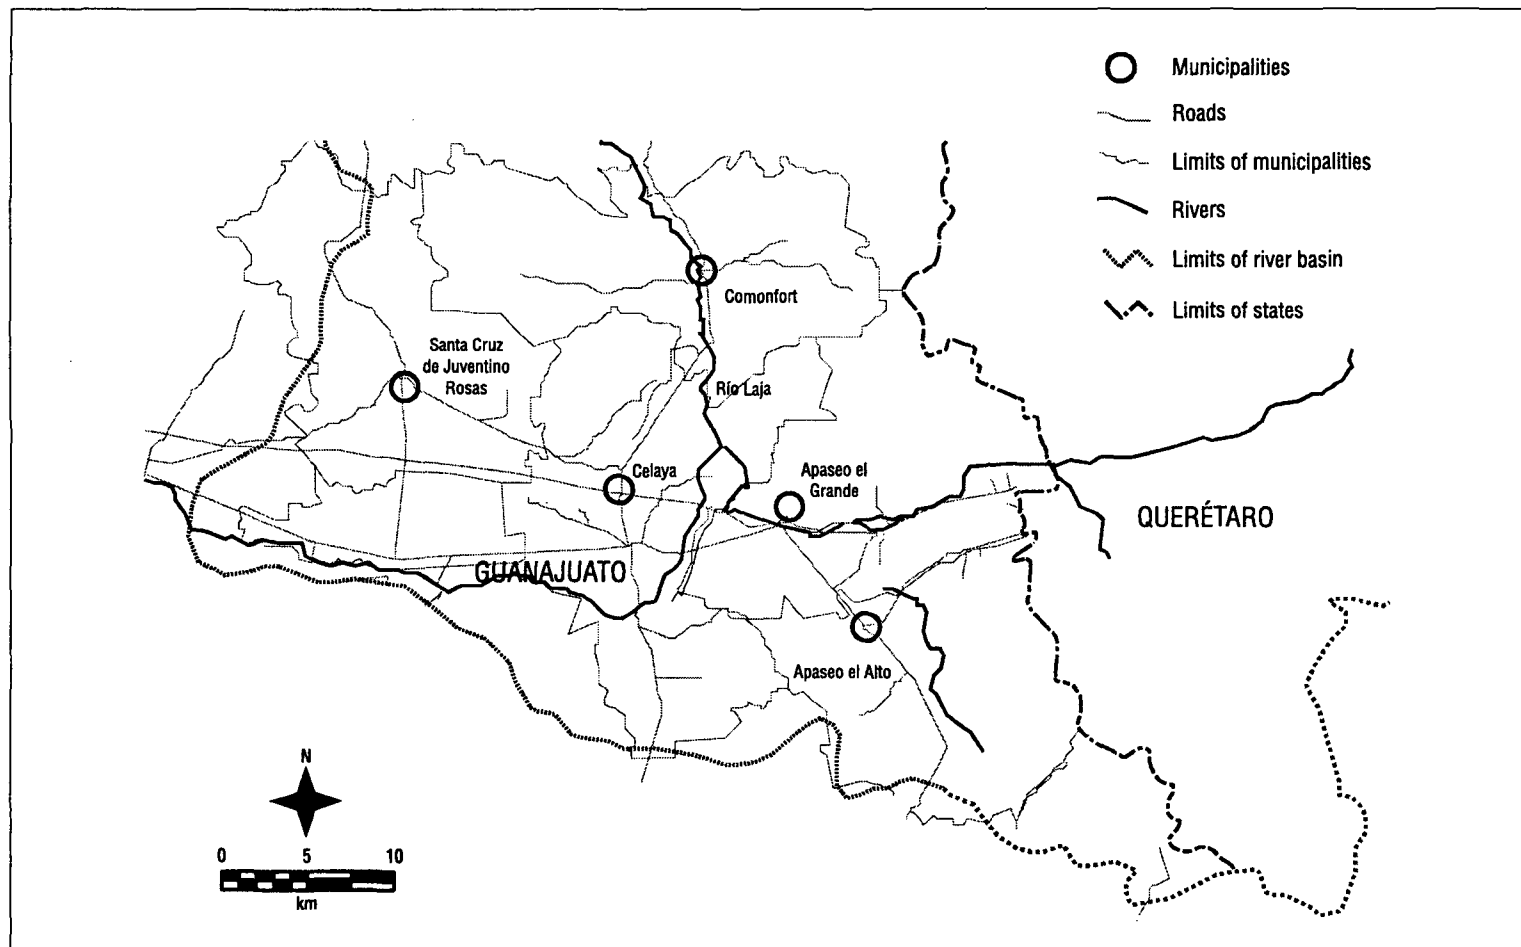 Municipalities
Roads
Limits of municipalities
Rivers
Limits of river basin
Limits of states
Comonfort
Santa Cruz
de Juventino
Rosas
Río Laja
Celaya
Apaseo el
Grande
QUERÉTARO
GUANAJUATO
Apaseo el Alto
N
0 5 10
km